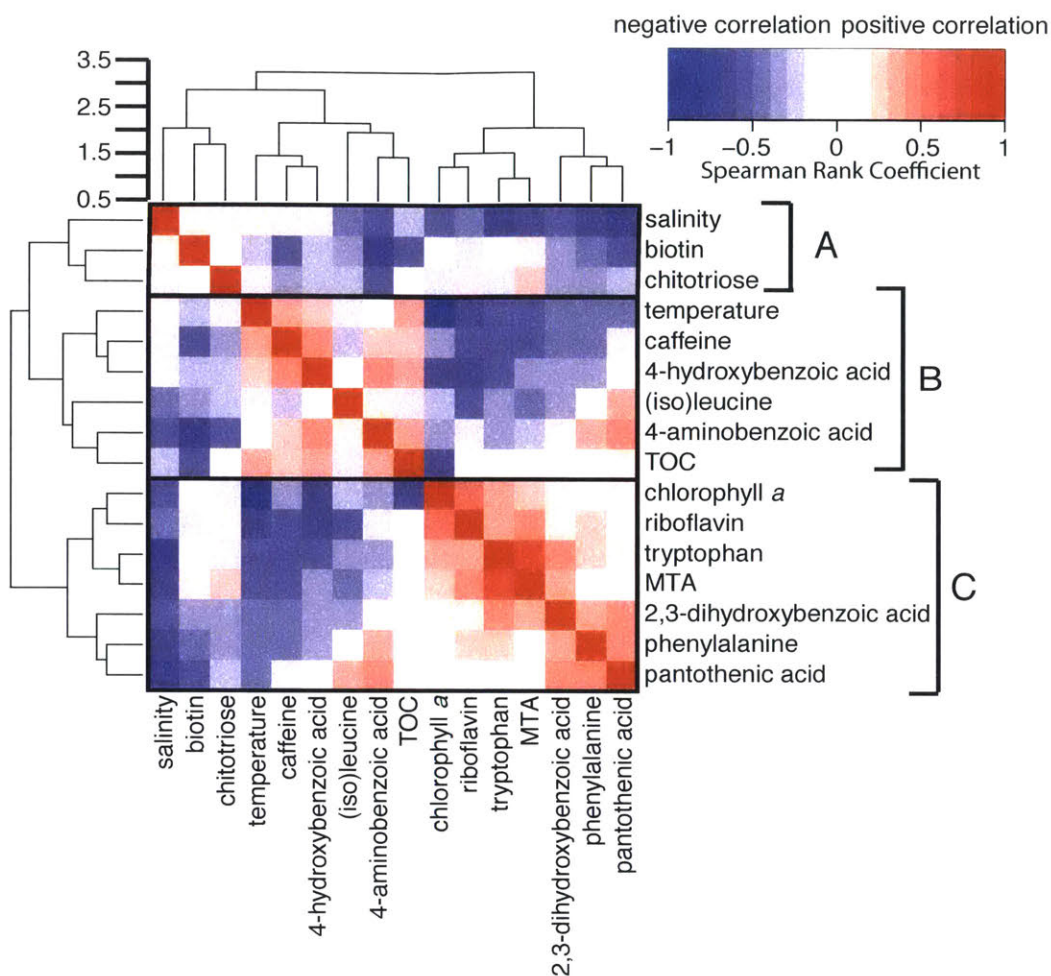 negative correlation positive correlation
3.5
2.5
1.5
0.5
−1 −0.5 0 0.5 1
Spearman Rank Coefficient
salinity
biotin
chitotriose
A
temperature
caffeine
4-hydroxybenzoic acid
(iso)leucine
4-aminobenzoic acid
TOC
B
chlorophyll a
riboflavin
tryptophan
MTA
2,3-dihydroxybenzoic acid
phenylalanine
pantothenic acid
C
salinity
biotin
chitotriose
temperature
caffeine
4-hydroxybenzoic acid
(iso)leucine
4-aminobenzoic acid
TOC
chlorophyll a
riboflavin
tryptophan
MTA
2,3-dihydroxybenzoic acid
phenylalanine
pantothenic acid